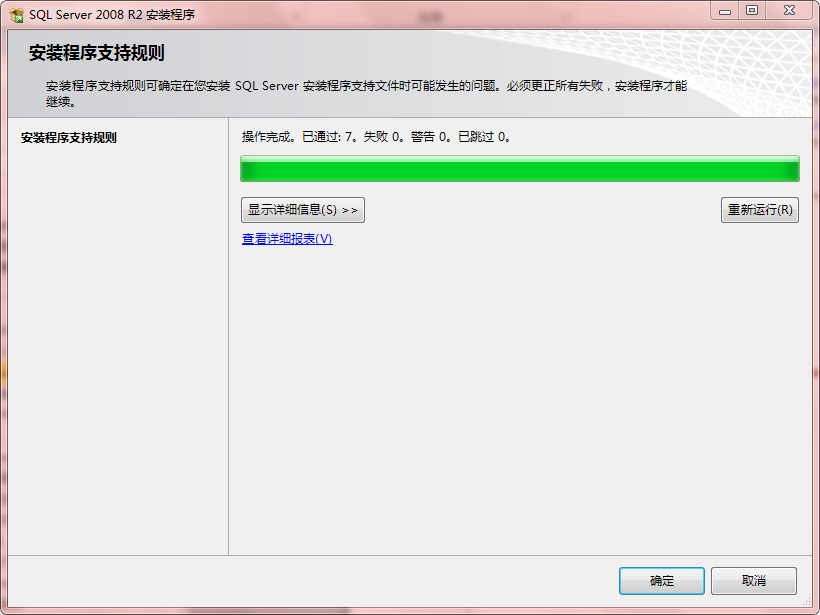 SQL Server 2008 R2 安装程序
安装程序支持规则
安装程序支持规则可确定在您安装 SQL Server 安装程序支持文件时可能发生的问题。必须更正所有失败，安装程序才能
继续。
安装程序支持规则
操作完成。已通过: 7。失败 0。警告 0。已跳过 0。
显示详细信息(S) >>
重新运行(R)
查看详细报表(V)
确定
取消